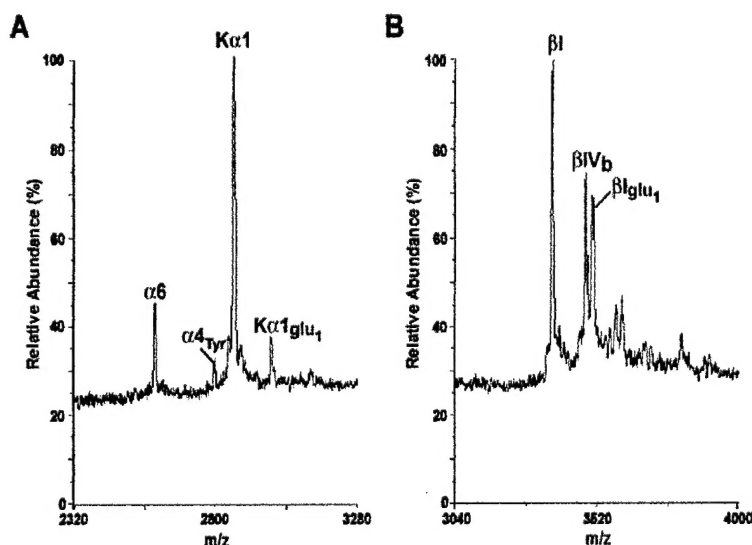 A
Kα1
Relative Abundance (%)
100
80
60
40
20
0
α6
α4Tyr
Kα1glu1
2320
2800
3280
m/z
B
βI
βIVb
βIglu1
Relative Abundance (%)
100
80
60
40
20
0
3040
3520
4000
m/z